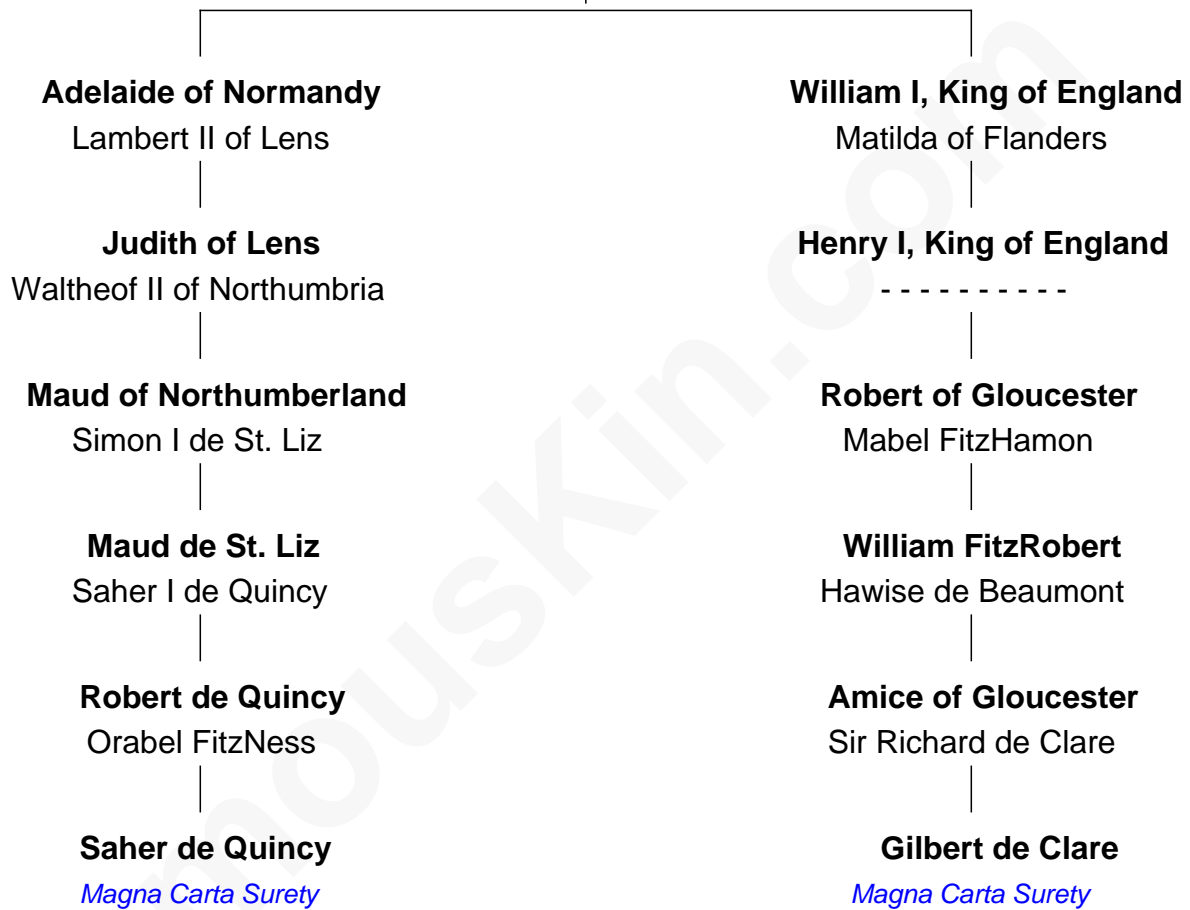 Adelaide of Normandy
Lambert II of Lens
William I, King of England
Matilda of Flanders
Judith of Lens
Waltheof II of Northumbria
Henry I, King of England
- - - - - - - - - -
Maud of Northumberland
Simon I de St. Liz
Robert of Gloucester
Mabel FitzHamon
Maud de St. Liz
Saher I de Quincy
William FitzRobert
Hawise de Beaumont
Robert de Quincy
Orabel FitzNess
Amice of Gloucester
Sir Richard de Clare
Saher de Quincy
Magna Carta Surety
Gilbert de Clare
Magna Carta Surety
mouskin.com